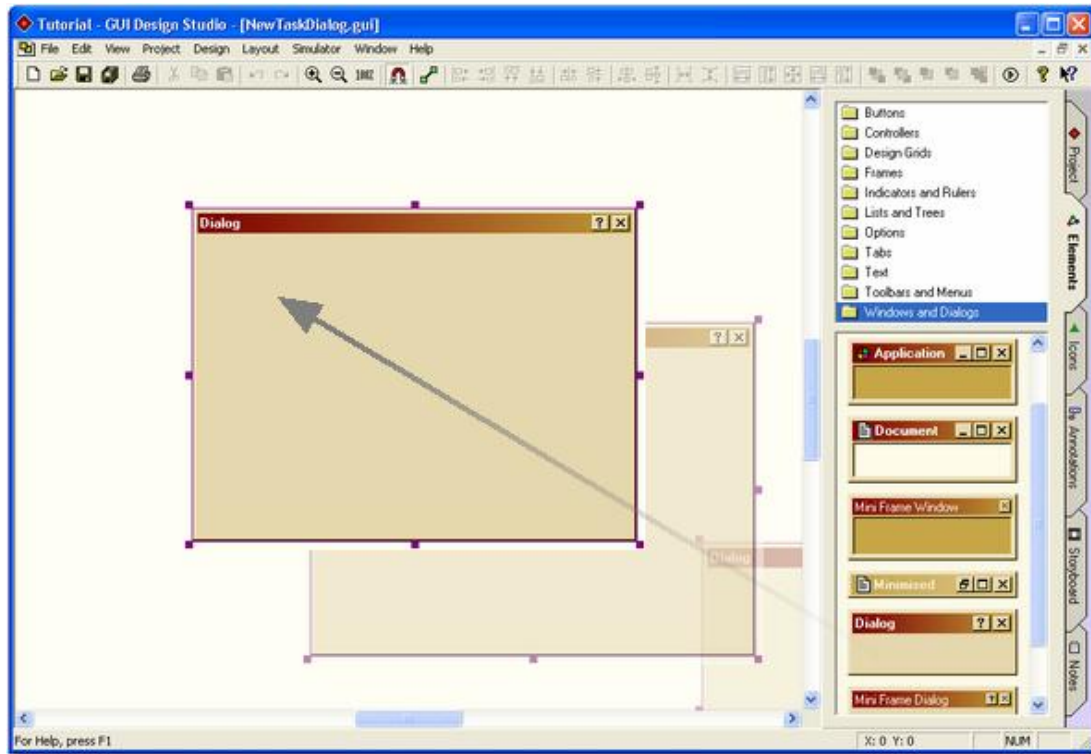 Tutorial - GUI Design Studio - [NewTaskDialog.gui]
File Edit View Project Design Layout Simulator Window Help
100%
Dialog
Dialog
Buttons
Controllers
Design Grids
Frames
Indicators and Rulers
Lists and Trees
Options
Tabs
Text
Toolbars and Menus
Windows and Dialogs
Application
Document
Mini Frame Window
Minimised
Dialog
Mini Frame Dialog
Project
Elements
Icons
Annotations
Storyboard
Notes
For Help, press F1
X: 0 Y: 0
NUM